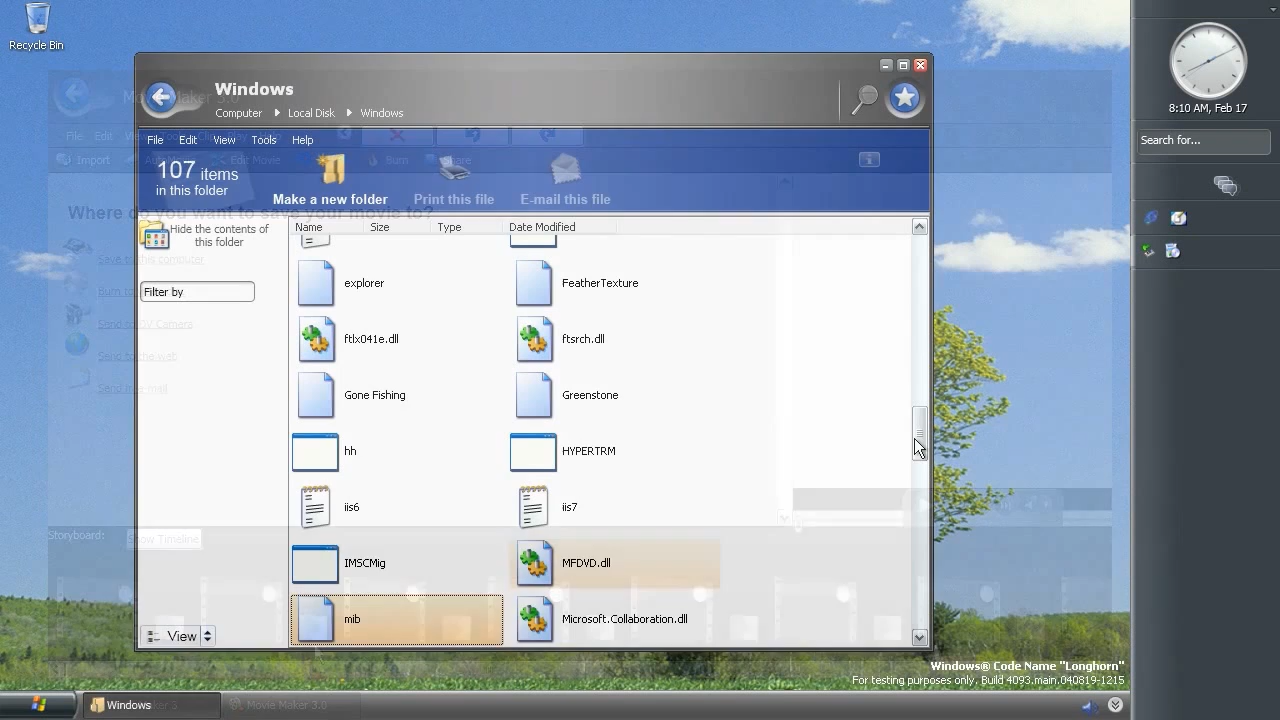 Recycle Bin
Windows
Computer Local Disk Windows
File Edit View Tools Help
107 items
in this folder
Make a new folder
Print this file
E-mail this file
Hide the contents of
this folder
Filter by
Name Size Type Date Modified
explorer
FeatherTexture
ftlx041e.dll
ftsrch.dll
Gone Fishing
Greenstone
hh
HYPERTRM
iis6
iis7
IMSCMig
MFDVD.dll
mib
Microsoft.Collaboration.dll
View
Movie Maker 3.0
File Edit
Import
Edit Movie
Burn
Share
Where do you want to save your movie to?
Save to this computer
Send to DV Camera
Send to the web
Send in e-mail
Storyboard: Show Timeline
8:10 AM, Feb 17
Search for...
Windows® Code Name "Longhorn"
For testing purposes only. Build 4093.main.040819-1215
Windows
Movie Maker 3.0